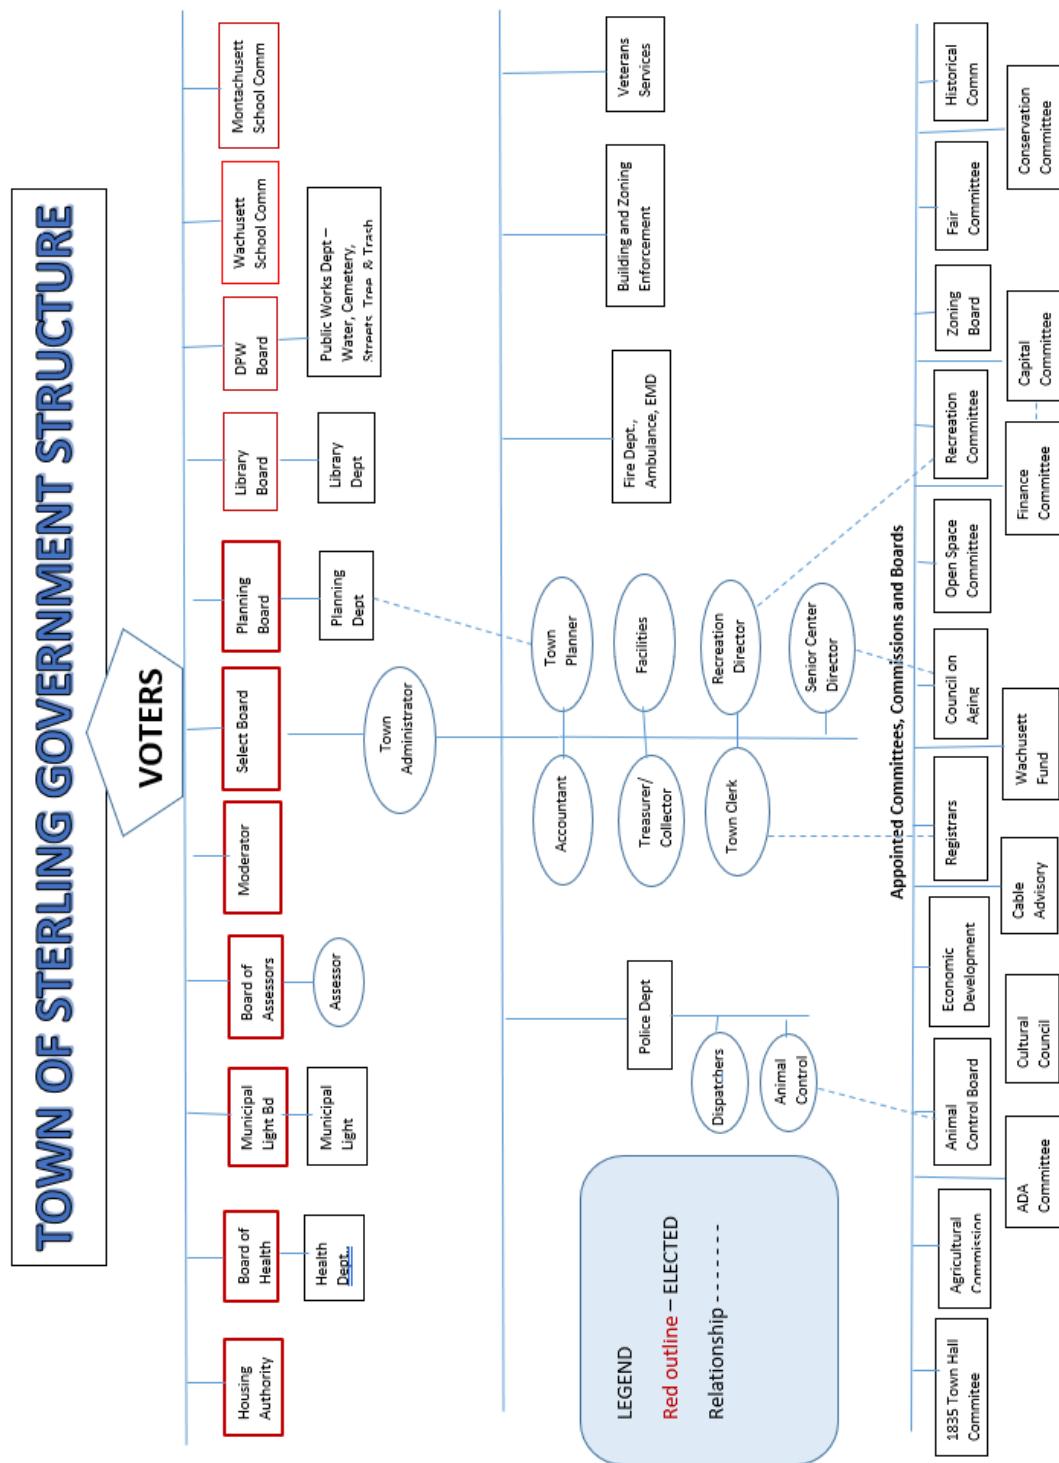 TOWN OF STERLING GOVERNMENT STRUCTURE
VOTERS
Housing
Authority
Board of
Health
Municipal
Light Bd
Board of
Assessors
Moderator
Select Board
Planning
Board
Library
Board
DPW
Board
Wachusett
School Comm
Montachusett
School Comm
Health
Dept..
Municipal
Light
Assessor
Town
Administrator
Planning
Dept
Library
Dept
Public Works Dept –
Water, Cemetery,
Streets, Tree & Trash
Police Dept
Dispatchers
Animal
Control
Accountant
Town
Planner
Treasurer/
Collector
Facilities
Town Clerk
Recreation
Director
Senior Center
Director
Fire Dept.,
Ambulance, EMD
Building and Zoning
Enforcement
Veterans
Services
LEGEND
Red outline – ELECTED
Relationship - - - - - - -
Appointed Committees, Commissions and Boards
1835 Town Hall
Commitee
Agricultural
Commission
Animal
Control Board
Economic
Development
Registrars
Council on
Aging
Open Space
Committee
Recreation
Committee
Zoning
Board
Fair
Committee
Historical
Comm
ADA
Committee
Cultural
Council
Cable
Advisory
Wachusett
Fund
Finance
Committee
Capital
Committee
Conservation
Committee